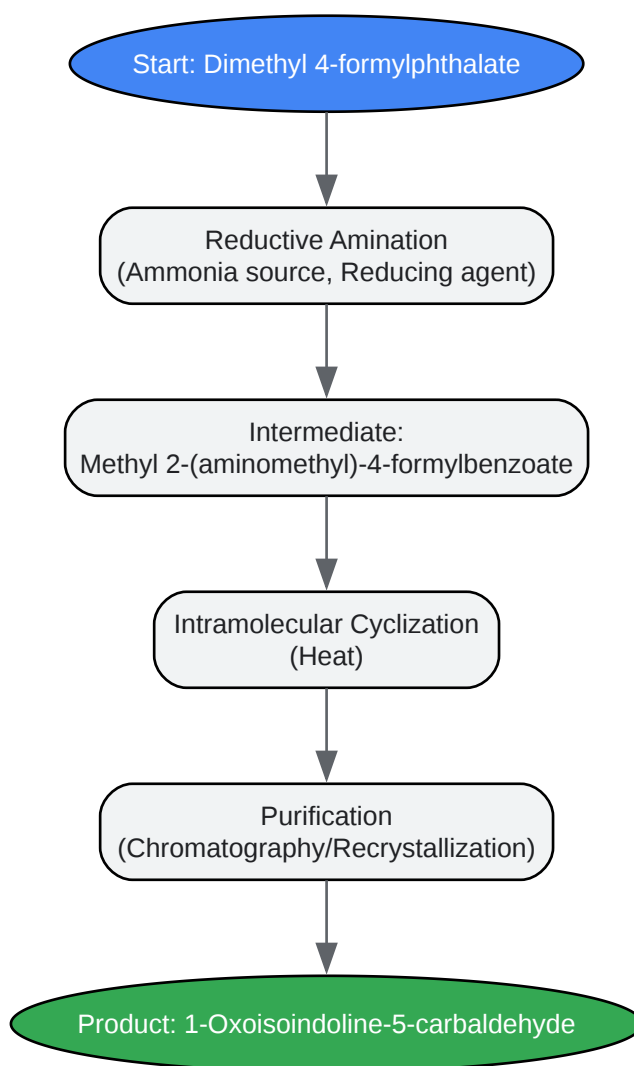 Start: Dimethyl 4-formylphthalate
Reductive Amination
(Ammonia source, Reducing agent)
Intermediate:
Methyl 2-(aminomethyl)-4-formylbenzoate
Intramolecular Cyclization
(Heat)
Purification
(Chromatography/Recrystallization)
Product: 1-Oxoisoindoline-5-carbaldehyde